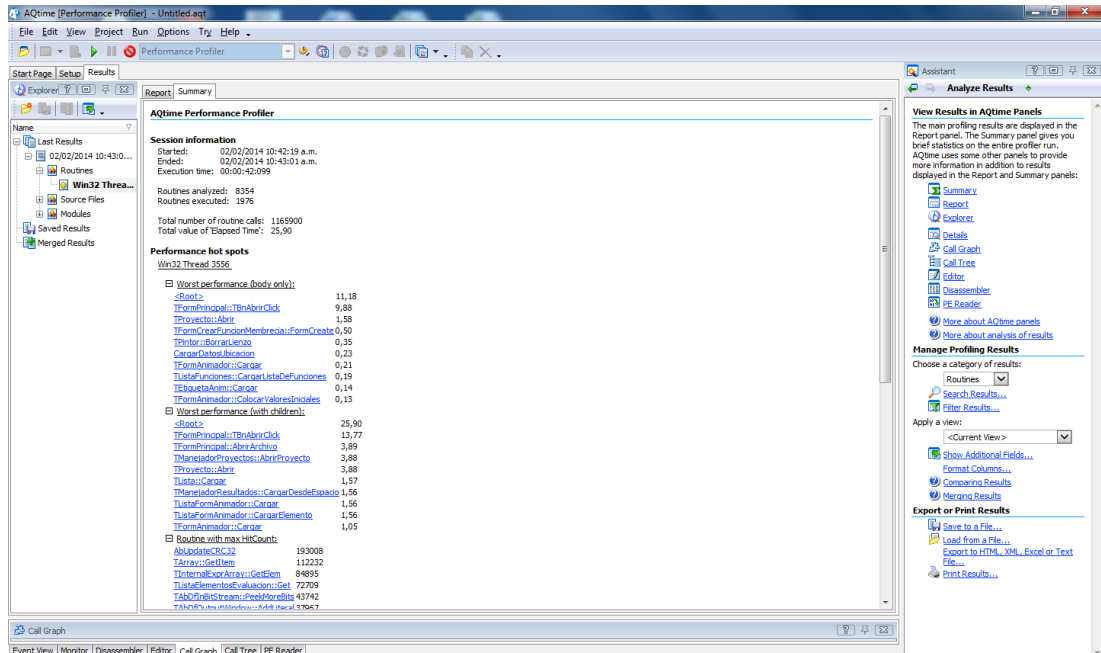 AQtime [Performance Profiler] - Untitled.aqt
File Edit View Project Run Options Try Help
Performance Profiler
Start Page Setup Results
Explorer
Name
Last Results
02/02/2014 10:43:0...
Routines
Win32 Threa...
Source Files
Modules
Saved Results
Merged Results
Report Summary
AQtime Performance Profiler
Session information
Started: 02/02/2014 10:42:19 a.m.
Ended: 02/02/2014 10:43:01 a.m.
Execution time: 00:00:42:099
Routines analyzed: 8354
Routines executed: 1976
Total number of routine calls: 1165900
Total value of 'Elapsed Time': 25,90
Performance hot spots
Win32 Thread 3556
Worst performance (body only):
<Root> 11,18
TFormPrincipal::TBnAbrirClick 9,88
TProyecto::Abrir 1,58
TFormCrearFuncionMembrecia::FormCreate 0,50
TPintor::BorrarLienzo 0,35
CargarDatosUbicacion 0,23
TFormAnimador::Cargar 0,21
TListaFunciones::CargarListaDeFunciones 0,19
TEtiquetaAnim::Cargar 0,14
TFormAnimador::ColocarValoresIniciales 0,13
Worst performance (with children):
<Root> 25,90
TFormPrincipal::TBnAbrirClick 13,77
TFormPrincipal::AbrirArchivo 3,89
TManejadorProyectos::AbrirProyecto 3,88
TProyecto::Abrir 3,88
TLista::Cargar 1,57
TManejadorResultados::CargarDesdeEspacio 1,56
TListaFormAnimador::Cargar 1,56
TListaFormAnimador::CargarElemento 1,56
TFormAnimador::Cargar 1,05
Routine with max HitCount:
AbUpdateCRC32 193008
TArray::GetItem 112232
TInternalExprArray::GetElem 84895
TListaElementosEvaluacion::Get 72709
TAbDfInBitStream::PeekMoreBits 43742
TAbDfOutputWindow::AddLiteral 37967
Call Graph
Event View Monitor Disassembler Editor Call Graph Call Tree PE Reader
Assistant
Analyze Results
View Results in AQtime Panels
The main profiling results are displayed in the
Report panel. The Summary panel gives you
brief statistics on the entire profiler run.
AQtime uses some other panels to provide
more information in addition to results
displayed in the Report and Summary panels:
Summary
Report
Explorer
Details
Call Graph
Call Tree
Editor
Disassembler
PE Reader
More about AQtime panels
More about analysis of results
Manage Profiling Results
Choose a category of results:
Routines
Search Results...
Filter Results...
Apply a view:
<Current View>
Show Additional Fields...
Format Columns...
Comparing Results
Merging Results
Export or Print Results
Save to a File...
Load from a File...
Export to HTML, XML, Excel or Text
File...
Print Results...